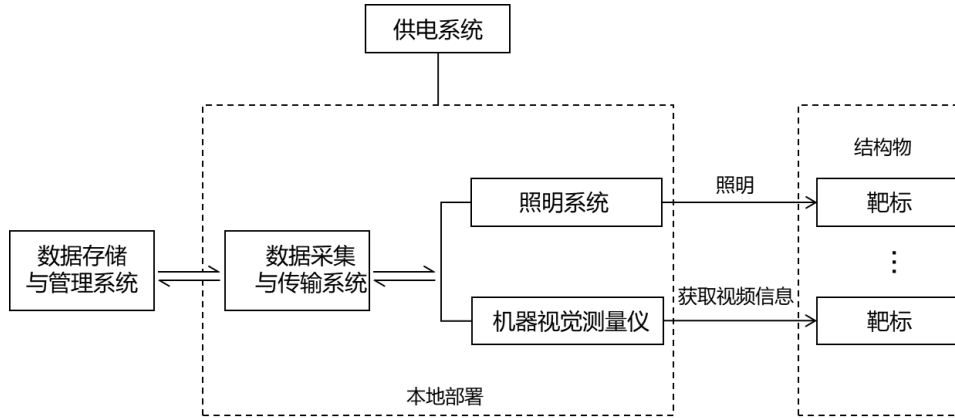 供电系统
结构物
照明系统
照明
靶标
数据存储
与管理系统
数据采集
与传输系统
⋮
机器视觉测量仪
获取视频信息
靶标
本地部署